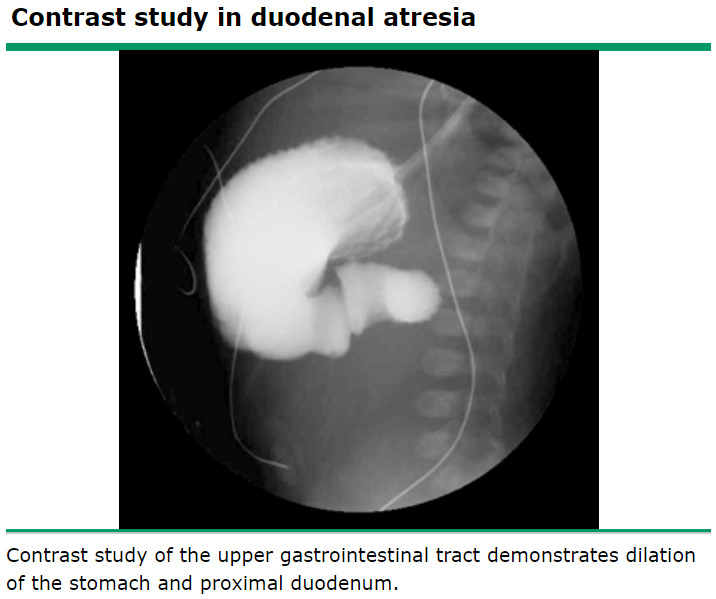 Contrast study in duodenal atresia
Contrast study of the upper gastrointestinal tract demonstrates dilation
of the stomach and proximal duodenum.